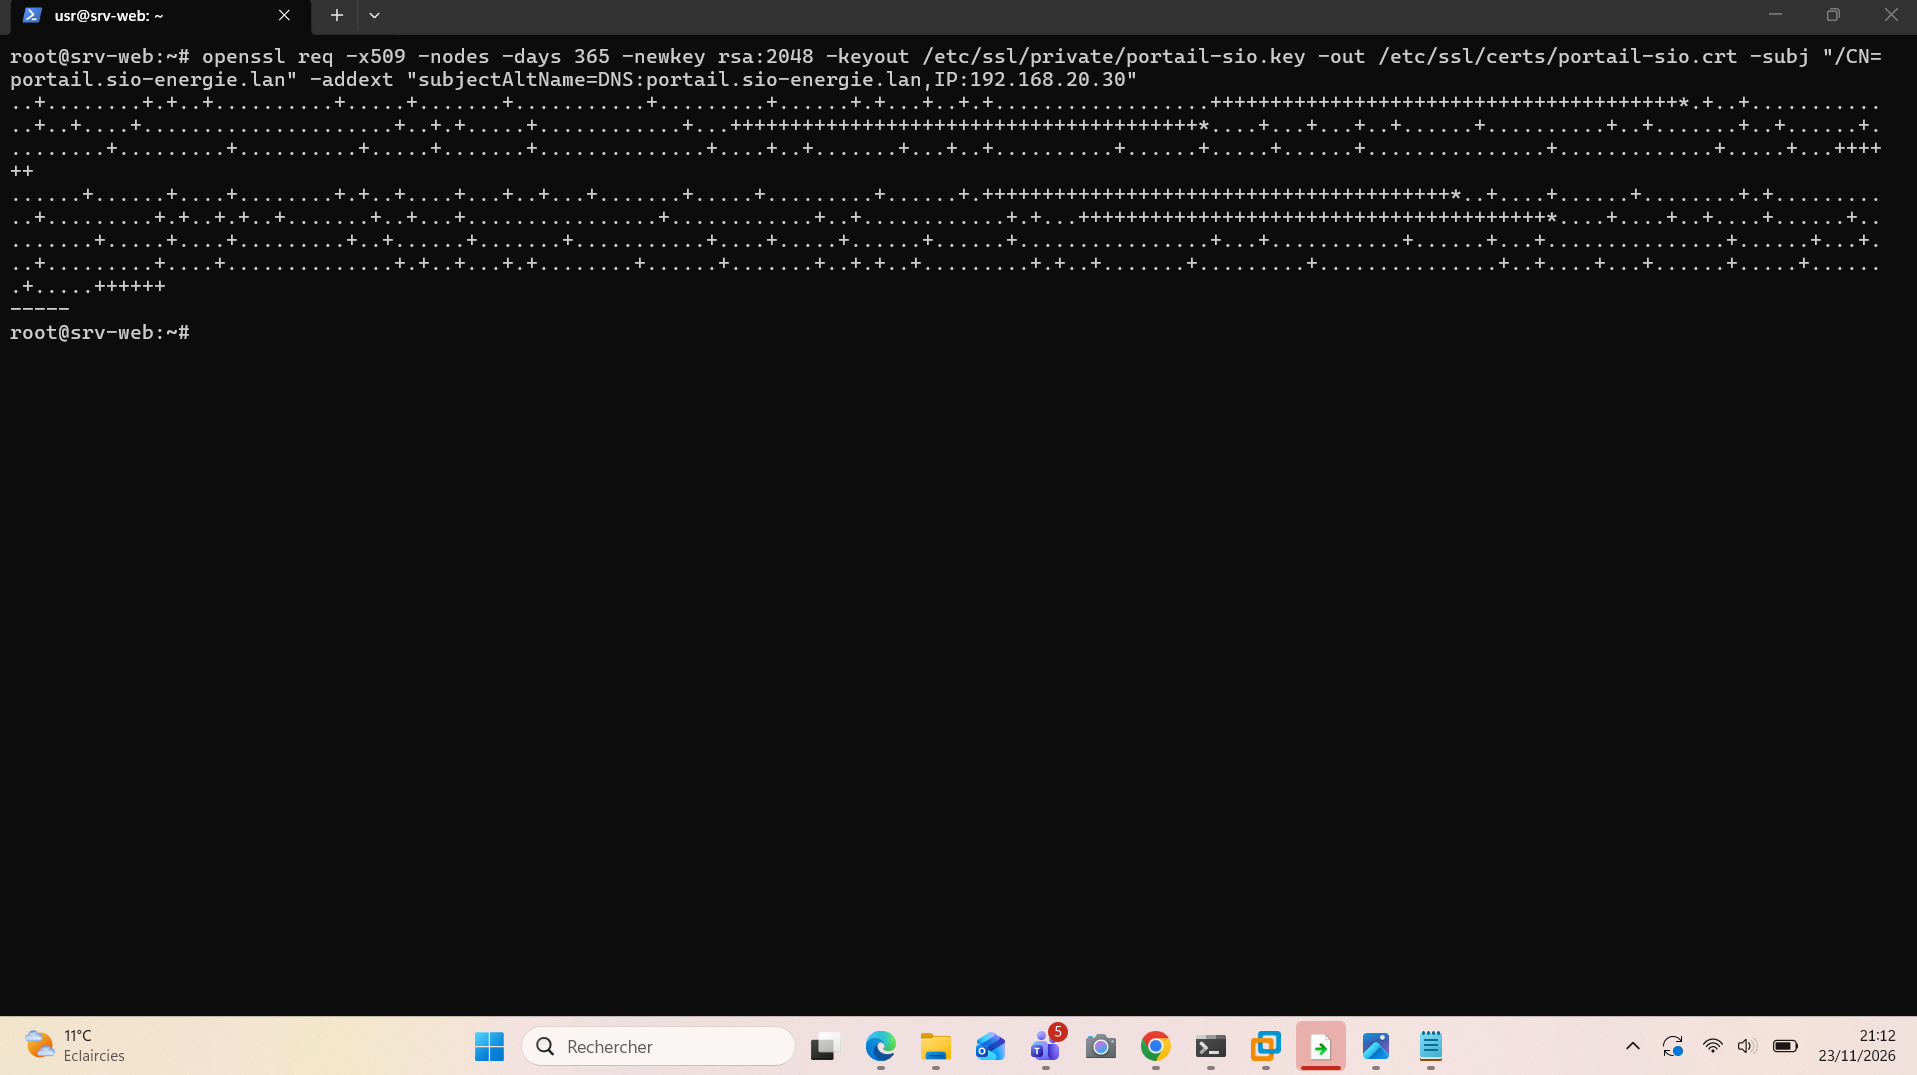 usr@srv-web: ~
root@srv-web:~# openssl req -x509 -nodes -days 365 -newkey rsa:2048 -keyout /etc/ssl/private/portail-sio.key -out /etc/ssl/certs/portail-sio.crt -subj "/CN=
portail.sio-energie.lan" -addext "subjectAltName=DNS:portail.sio-energie.lan,IP:192.168.20.30"
-----
root@srv-web:~#
11°C
Eclaircies
Rechercher
5
21:12
23/11/2026